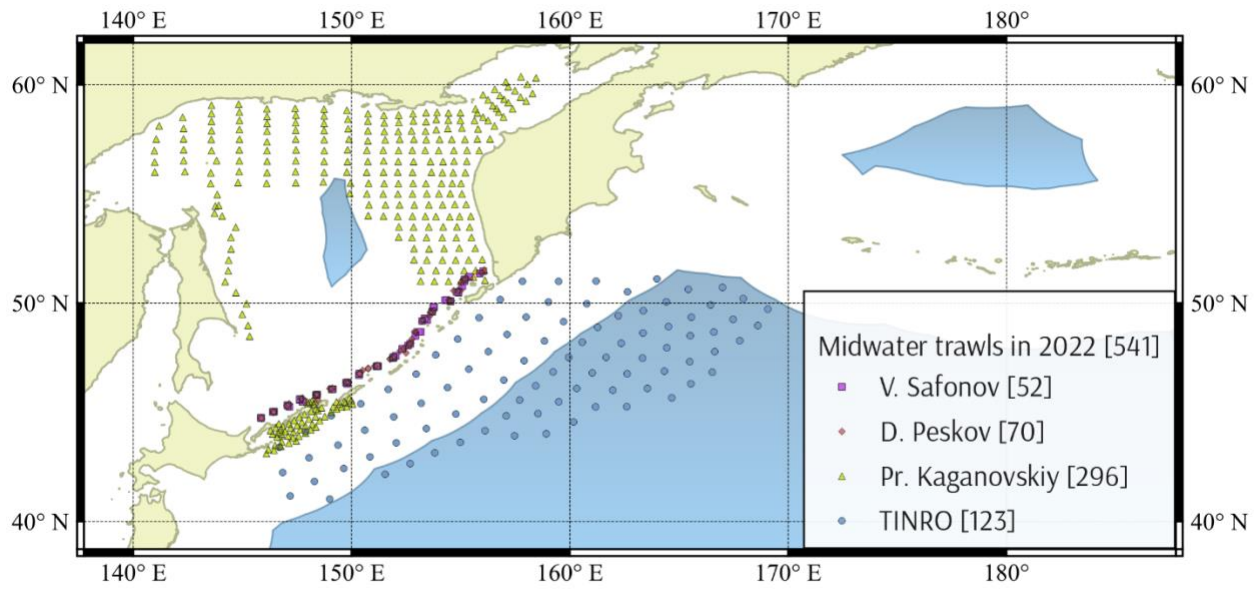 140° E 150° E 160° E 170° E 180°
60° N 60° N
50° N 50° N
Midwater trawls in 2022 [541]
V. Safonov [52]
D. Peskov [70]
Pr. Kaganovskiy [296]
TINRO [123]
40° N 40° N
140° E 150° E 160° E 170° E 180°